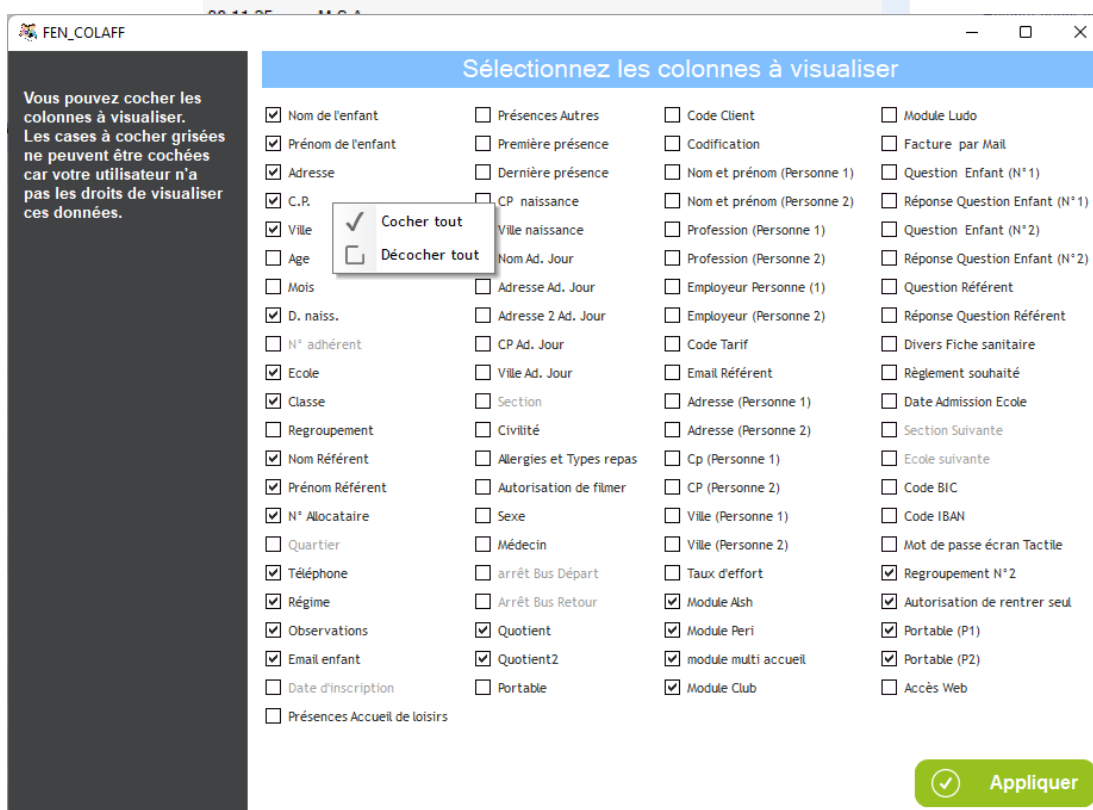 FEN_COLAFF
Sélectionnez les colonnes à visualiser
Vous pouvez cocher les
colonnes à visualiser.
Les cases à cocher grisées
ne peuvent être cochées
car votre utilisateur n'a
pas les droits de visualiser
ces données.
Nom de l'enfant
Prénom de l'enfant
Adresse
C.P.
Ville
Age
Mois
D. naiss.
N° adhérent
Ecole
Classe
Regroupement
Nom Référent
Prénom Référent
N° Allocataire
Quartier
Téléphone
Régime
Observations
Email enfant
Date d'inscription
Présences Accueil de loisirs
Cocher tout
Décocher tout
Présences Autres
Première présence
Dernière présence
CP naissance
Ville naissance
Nom Ad. Jour
Adresse Ad. Jour
Adresse 2 Ad. Jour
CP Ad. Jour
Ville Ad. Jour
Section
Civilité
Allergies et Types repas
Autorisation de filmer
Sexe
Médecin
arrêt Bus Départ
Arrêt Bus Retour
Quotient
Quotient2
Portable
Code Client
Codification
Nom et prénom (Personne 1)
Nom et prénom (Personne 2)
Profession (Personne 1)
Profession (Personne 2)
Employeur Personne (1)
Employeur (Personne 2)
Code Tarif
Email Référent
Adresse (Personne 1)
Adresse (Personne 2)
Cp (Personne 1)
CP (Personne 2)
Ville (Personne 1)
Ville (Personne 2)
Taux d'effort
Module Alsh
Module Peri
module multi accueil
Module Club
Module Ludo
Facture par Mail
Question Enfant (N°1)
Réponse Question Enfant (N°1)
Question Enfant (N°2)
Réponse Question Enfant (N°2)
Question Référent
Réponse Question Référent
Divers Fiche sanitaire
Règlement souhaité
Date Admission Ecole
Section Suivante
Ecole suivante
Code BIC
Code IBAN
Mot de passe écran Tactile
Regroupement N°2
Autorisation de rentrer seul
Portable (P1)
Portable (P2)
Accès Web
Appliquer